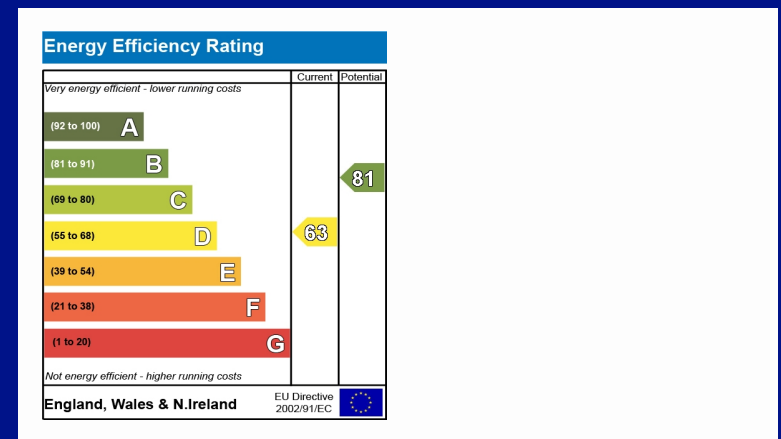 Energy Efficiency Rating
Current Potential
Very energy efficient - lower running costs
(92 to 100) A
(81 to 91) B
81
(69 to 80) C
(55 to 68) D
63
(39 to 54) E
(21 to 38) F
(1 to 20) G
Not energy efficient - higher running costs
England, Wales & N.Ireland
EU Directive
2002/91/EC